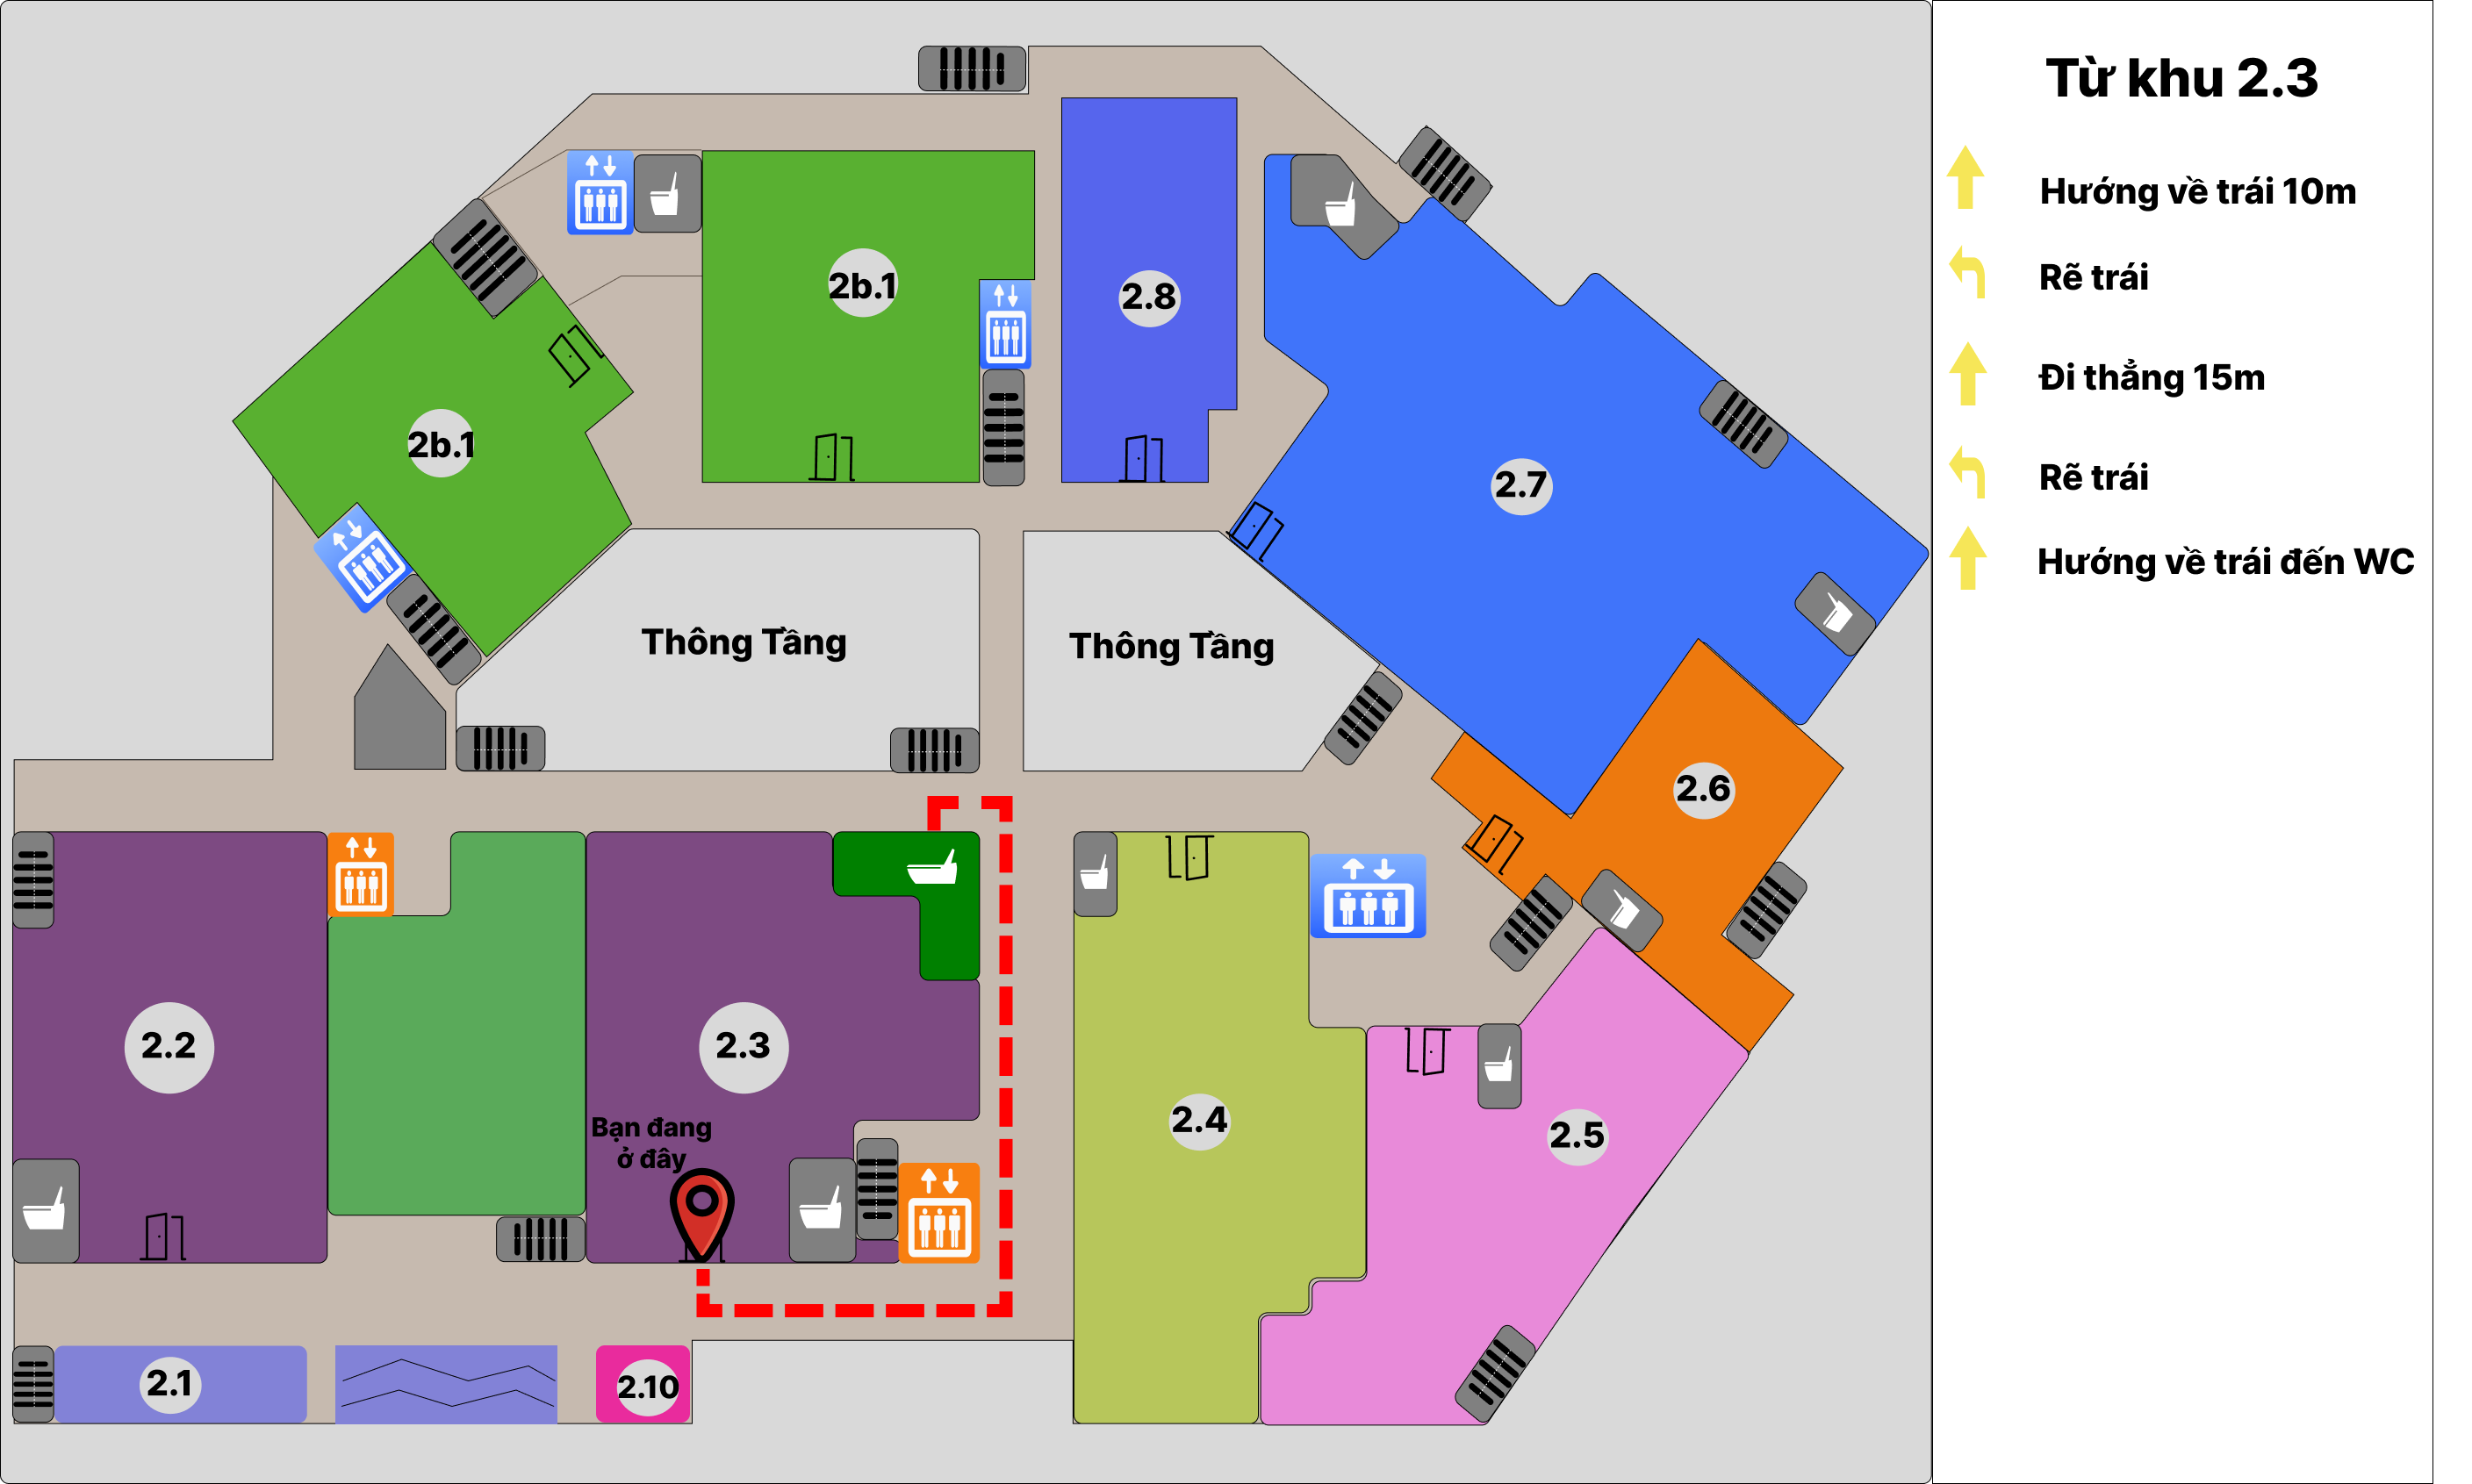 2b.1
2.8
2b.1
2.7
Thông Tầng
Thông Tầng
2.6
2.2
2.3
2.4
2.5
Bạn đang
ở đây
2.1
2.10
Từ khu 2.3
Hướng về trái 10m
Rẽ trái
Đi thẳng 15m
Rẽ trái
Hướng về trái đến WC